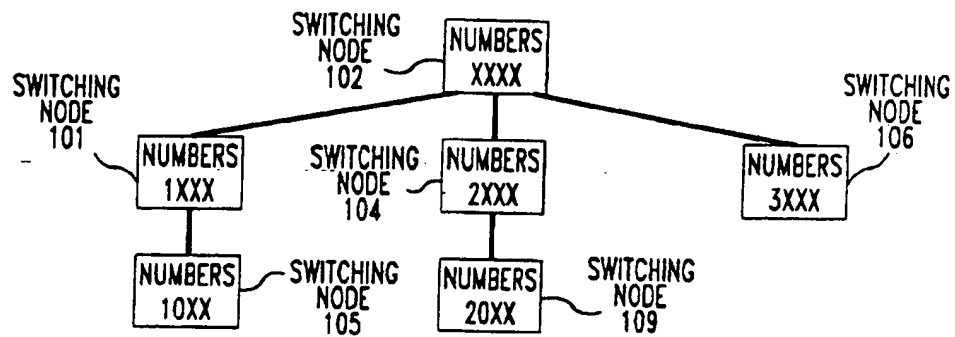 SWITCHING
NODE
102
NUMBERS
XXXX
SWITCHING
NODE
101
NUMBERS
1XXX
SWITCHING
NODE
104
NUMBERS
2XXX
SWITCHING
NODE
106
NUMBERS
3XXX
NUMBERS
10XX
SWITCHING
NODE
105
NUMBERS
20XX
SWITCHING
NODE
109